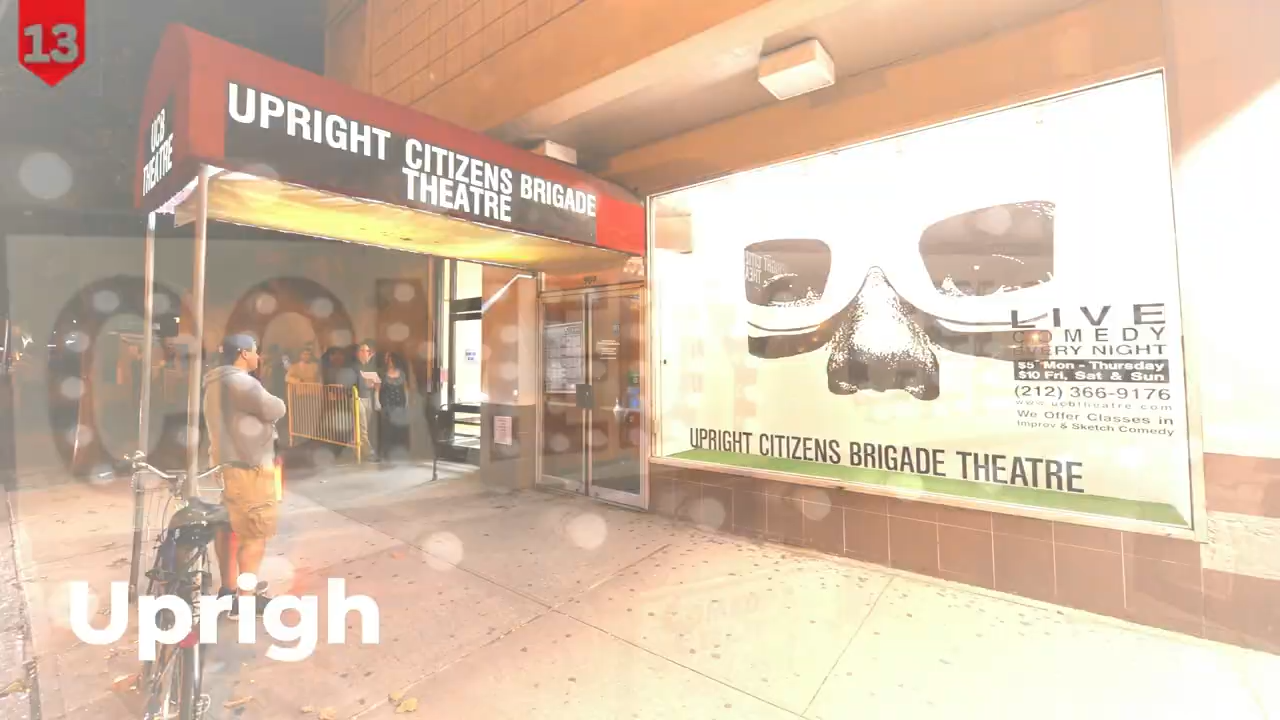 13
UCB
THEATRE
UPRIGHT CITIZENS BRIGADE
THEATRE
LIVE
COMEDY
EVERY NIGHT
$5 Mon - Thursday
$10 Fri, Sat & Sun
(212) 366-9176
www.ucbtheatre.com
We Offer Classes in
Improv & Sketch Comedy
UPRIGHT CITIZENS BRIGADE THEATRE
Uprigh